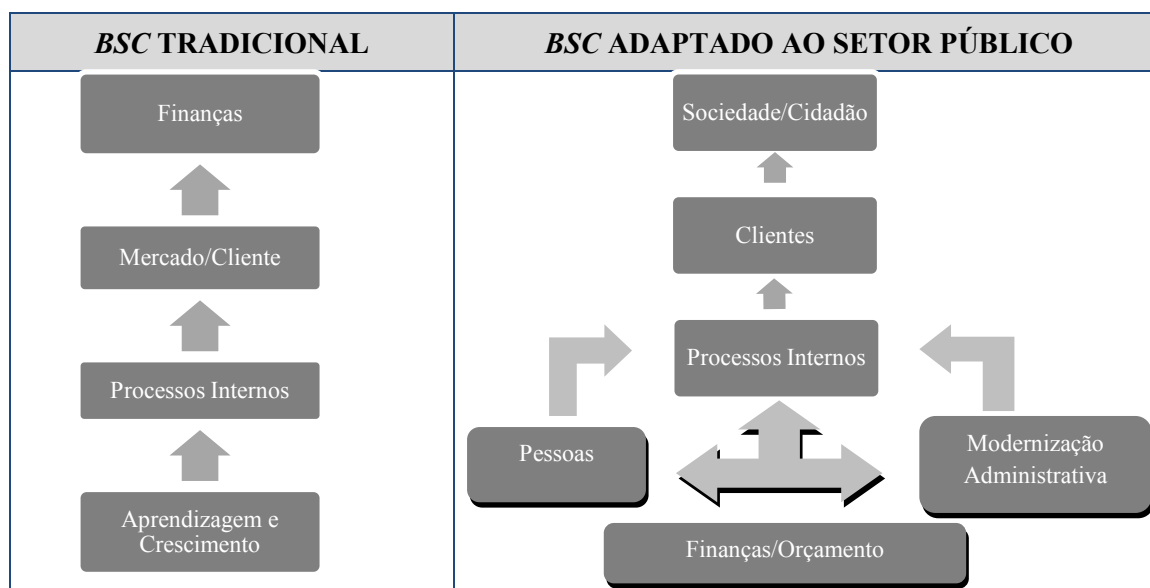 BSC TRADICIONAL
BSC ADAPTADO AO SETOR PÚBLICO
Finanças
Mercado/Cliente
Processos Internos
Aprendizagem e
Crescimento
Sociedade/Cidadão
Clientes
Processos Internos
Pessoas
Modernização
Administrativa
Finanças/Orçamento